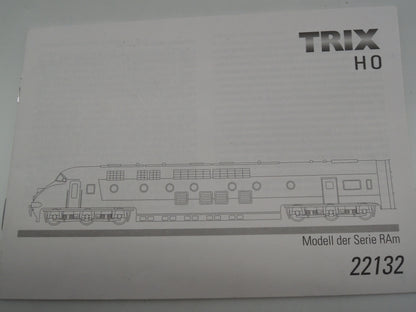 TRIX
H0
Modell der Serie RAm
22132